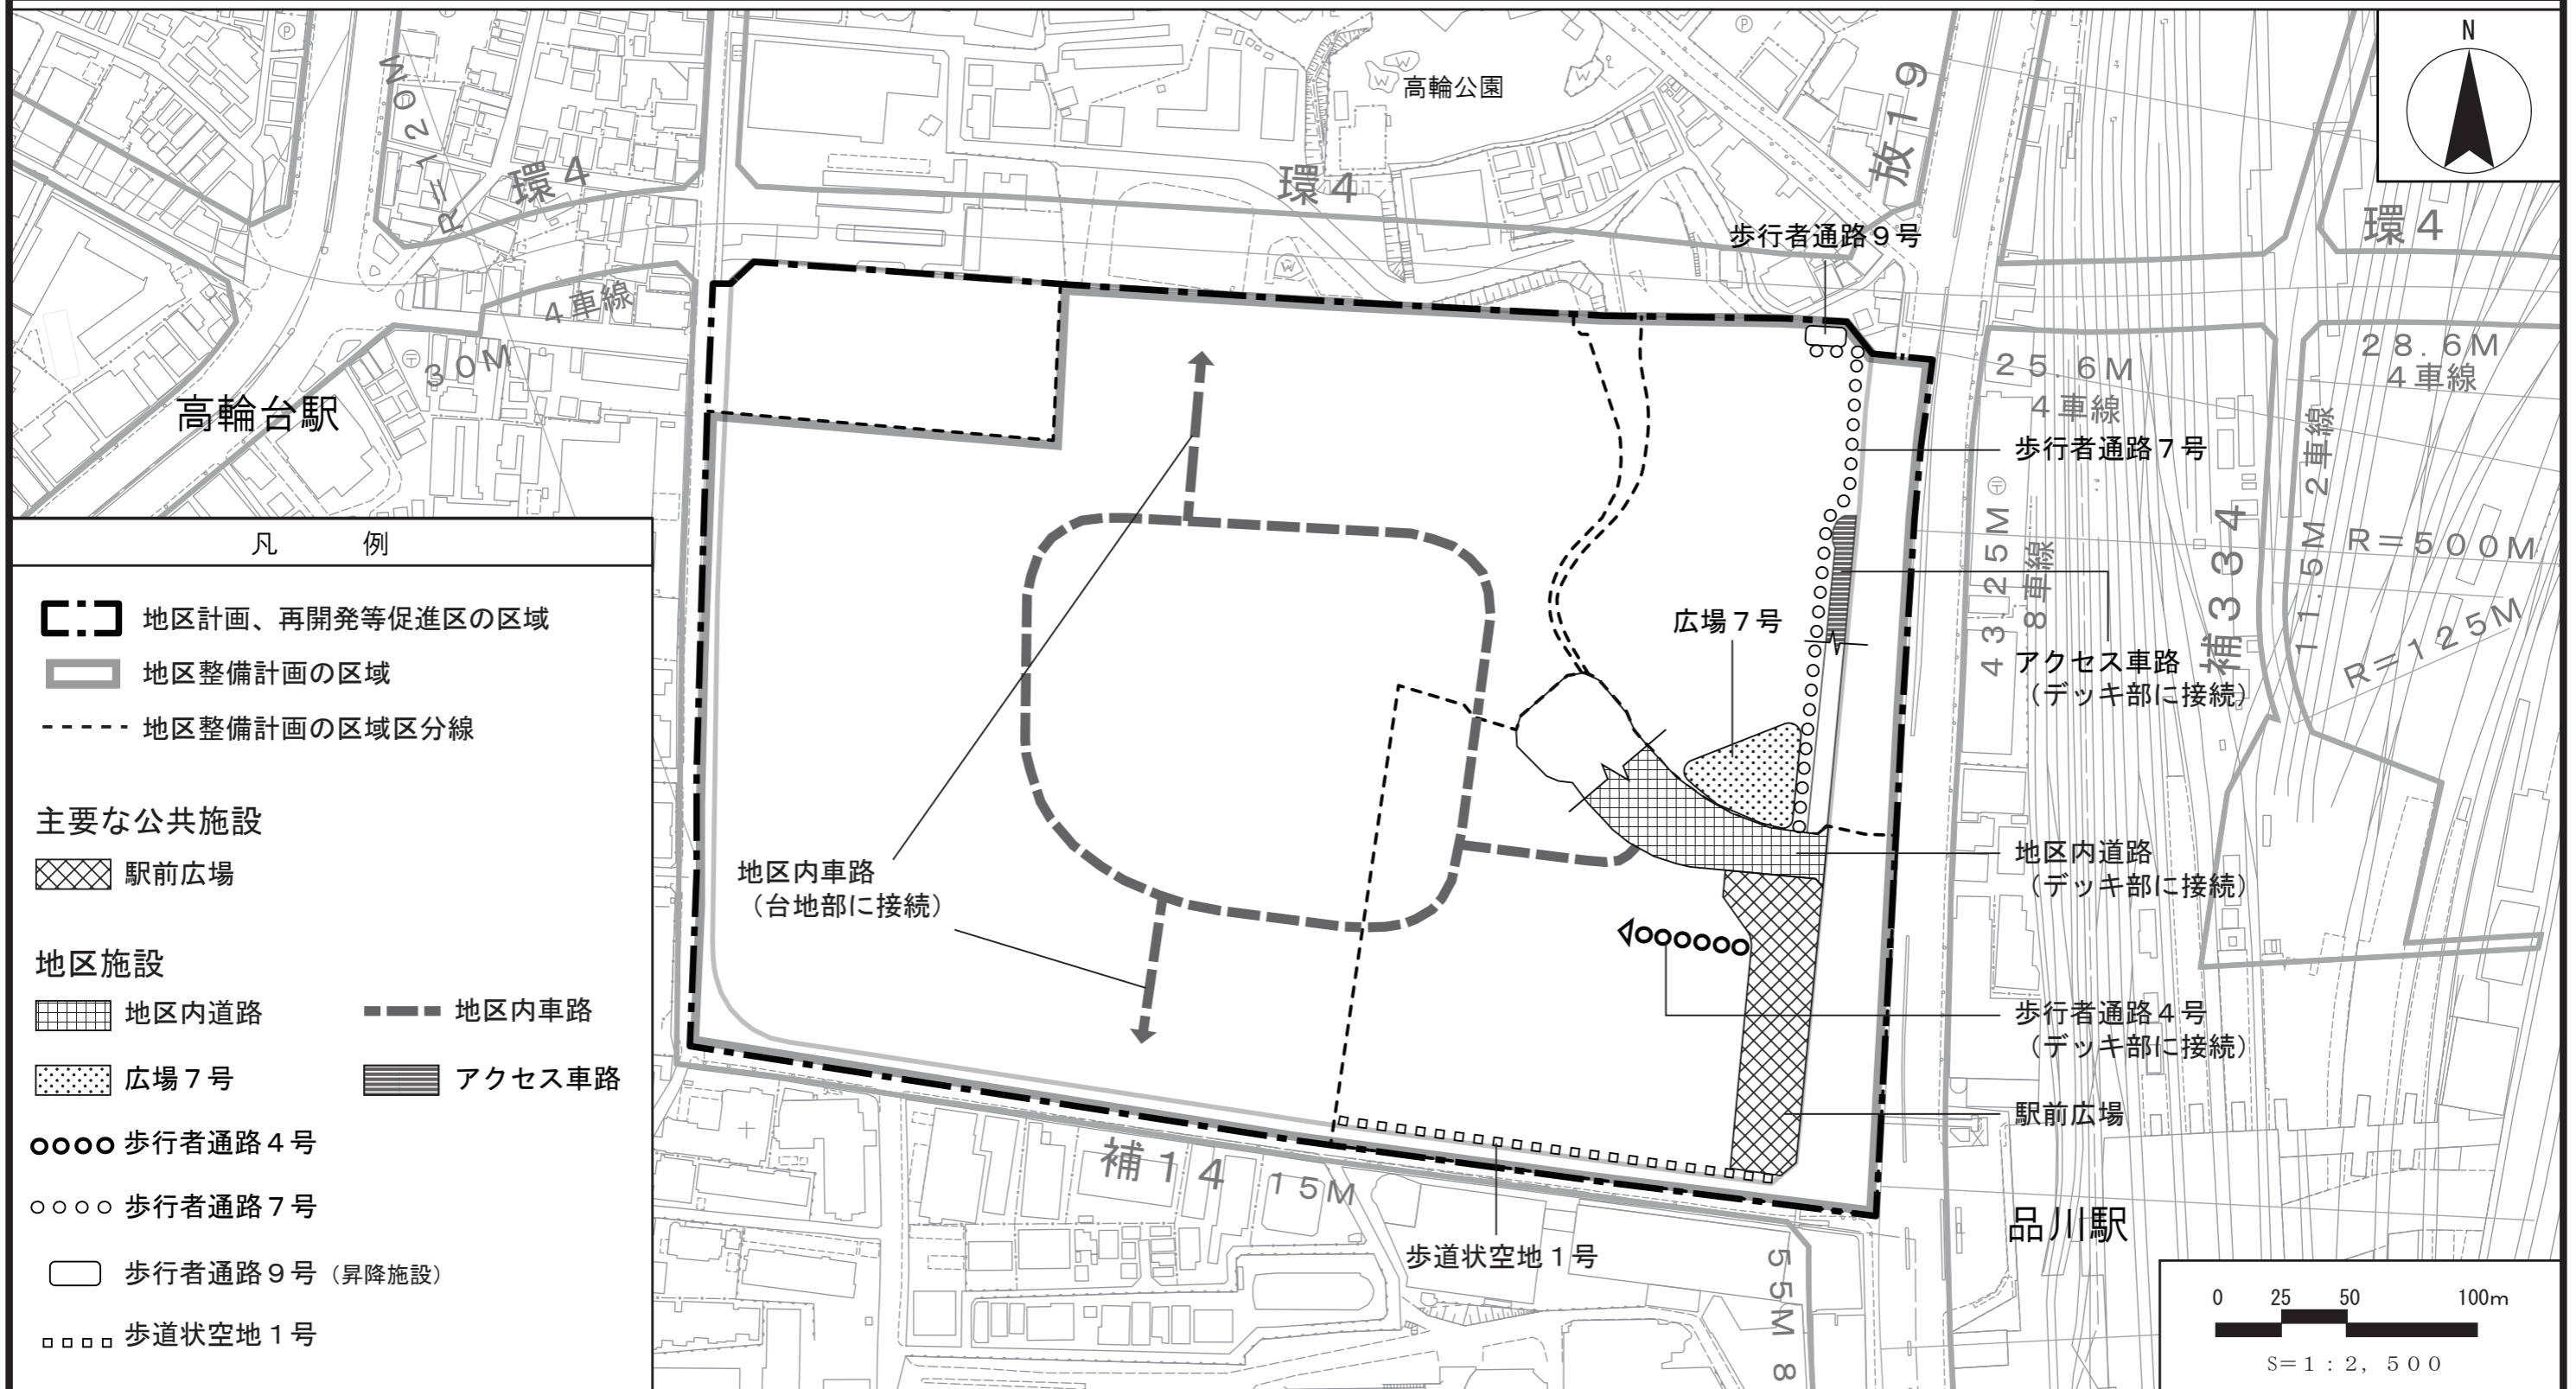 N
高輪公園
放19
R=120M
環4
環4
環4
歩行者通路９号
4車線
30M
高輪台駅
25.6M
4車線
28.6M
4車線
歩行者通路７号
43.25M
8車線
補334
11.5M 2車線
R=500M
R=125M
広場７号
アクセス車路
（デッキ部に接続）
地区内車路
（台地部に接続）
地区内道路
（デッキ部に接続）
歩行者通路４号
（デッキ部に接続）
駅前広場
補14 15M
歩道状空地１号
品川駅
55M 8
凡　例
地区計画、再開発等促進区の区域
地区整備計画の区域
地区整備計画の区域区分線
主要な公共施設
駅前広場
地区施設
地区内道路
地区内車路
広場７号
アクセス車路
歩行者通路４号
歩行者通路７号
歩行者通路９号（昇降施設）
歩道状空地１号
0 25 50 100m
S=1：2，500